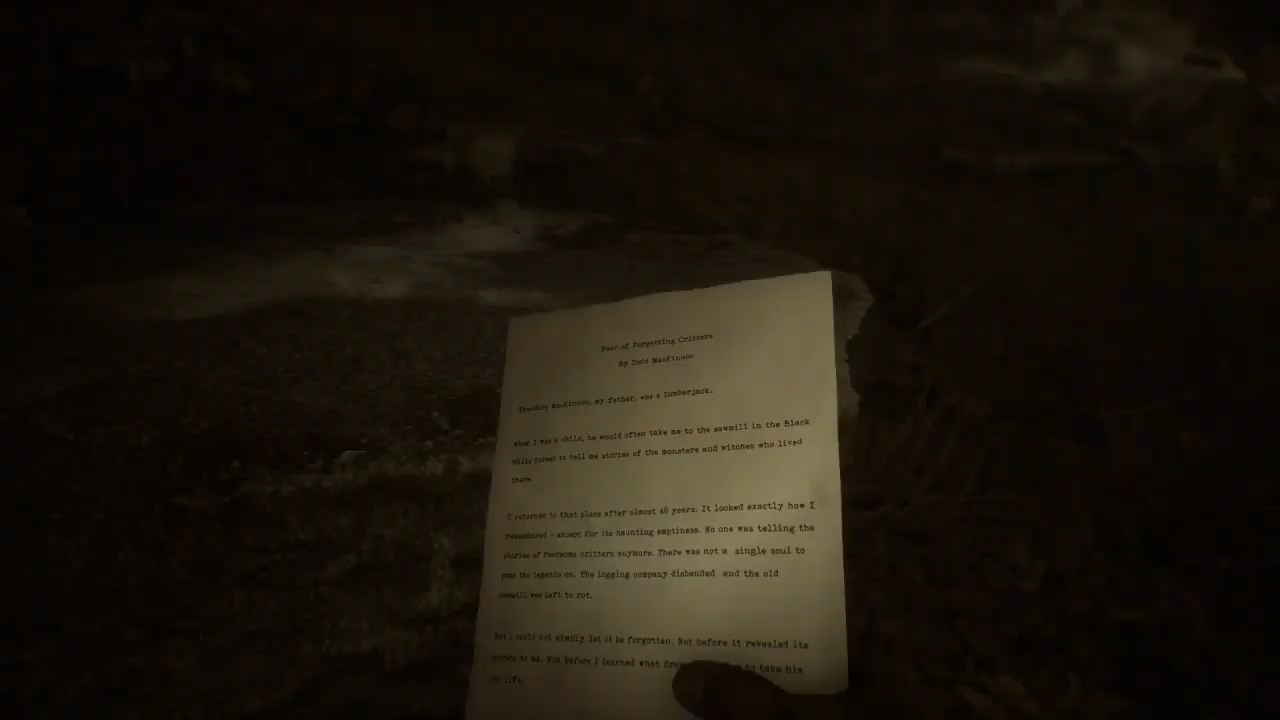 Fear of Forgetting Critters
By Todd MacKinnon
Theodore MacKinnon, my father, was a lumberjack.
When I was a child, he would often take me to the sawmill in the Black
Hills Forest to tell me stories of the monsters and witches who lived
there.
I returned to that place after almost 40 years. It looked exactly how I
remembered - except for its haunting emptiness. No one was telling the
stories of fearsome critters anymore. There was not a single soul to
pass the legends on. The logging company disbanded and the old
sawmill was left to rot.
But I could not simply let it be forgotten. Not before it revealed its
secrets to me. Not before I learned what to take his
own life.